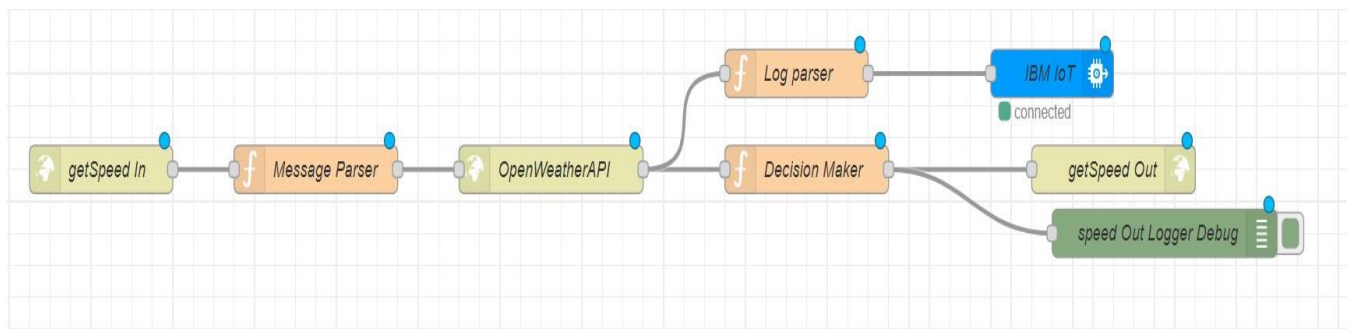 Log parser
IBM IoT
connected
getSpeed In
Message Parser
OpenWeatherAPI
Decision Maker
getSpeed Out
speed Out Logger Debug